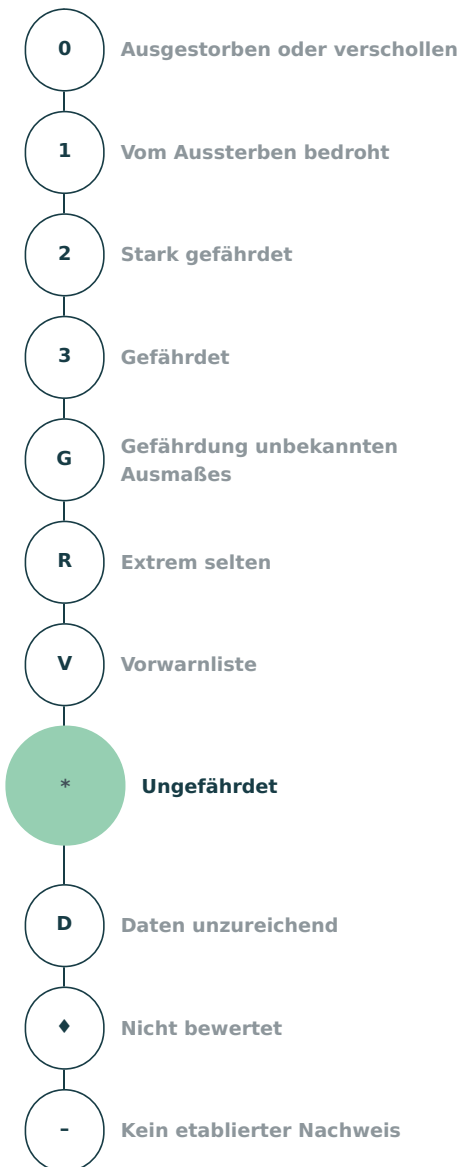 0 Ausgestorben oder verschollen
1 Vom Aussterben bedroht
2 Stark gefährdet
3 Gefährdet
G Gefährdung unbekannten
Ausmaßes
R Extrem selten
V Vorwarnliste
* Ungefährdet
D Daten unzureichend
♦ Nicht bewertet
– Kein etablierter Nachweis